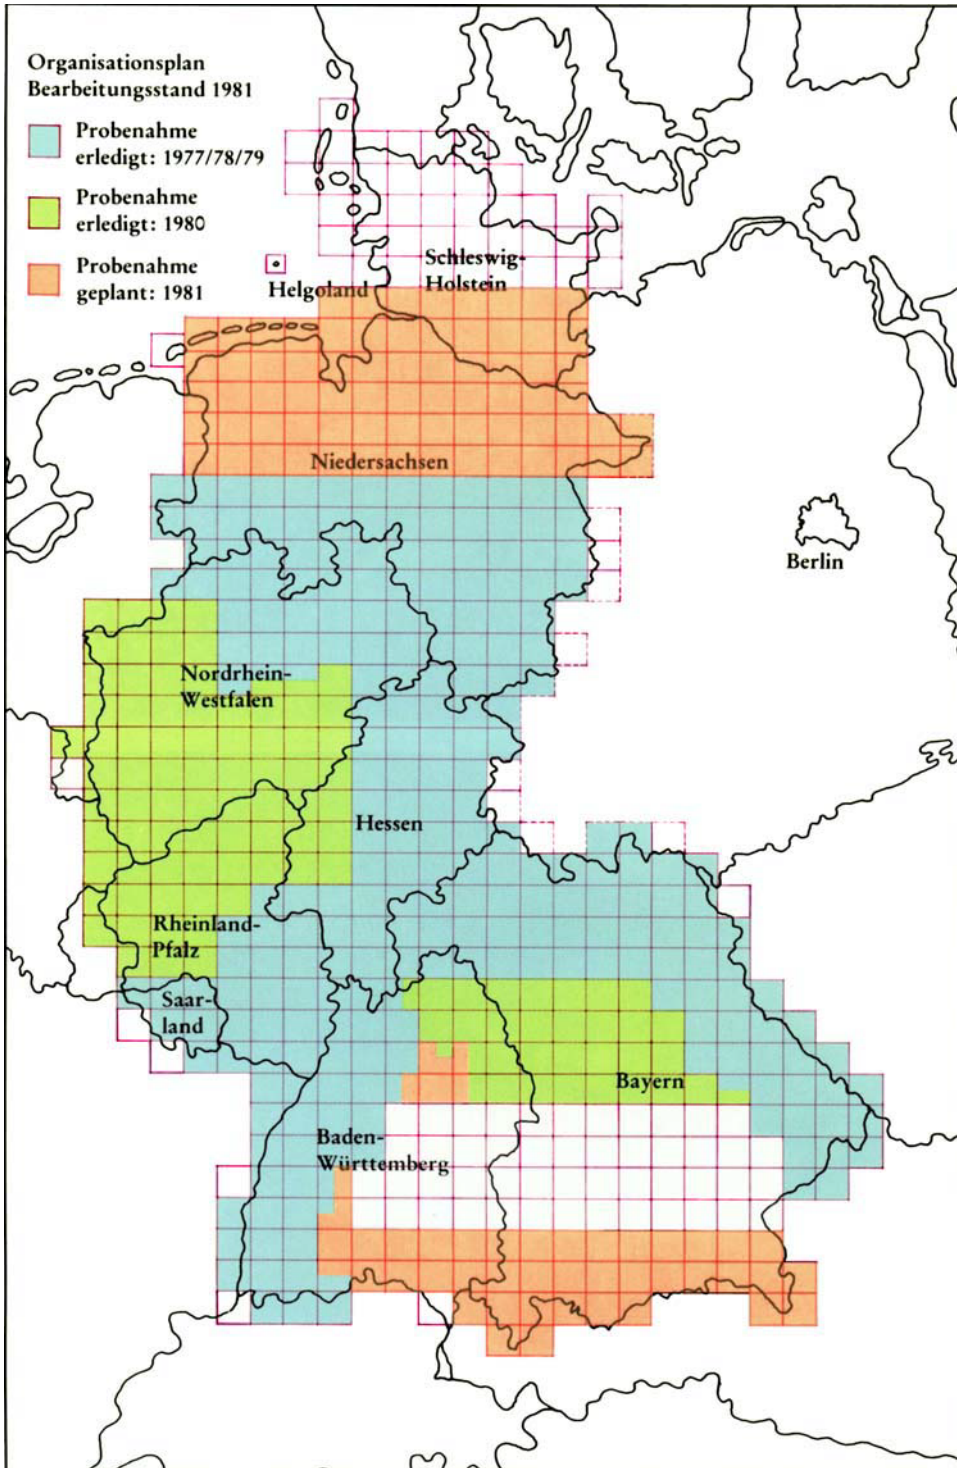 Organisationsplan
Bearbeitungsstand 1981
Probenahme
erledigt: 1977/78/79
Probenahme
erledigt: 1980
Probenahme
geplant: 1981
Schleswig-
Holstein
Helgoland
Niedersachsen
Berlin
Nordrhein-
Westfalen
Hessen
Rheinland-
Pfalz
Saar-
land
Bayern
Baden-
Württemberg